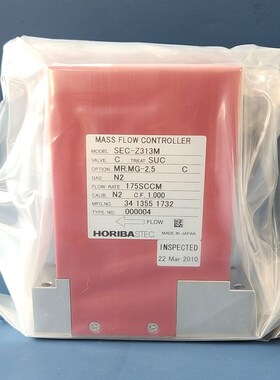 MASS FLOW CONTROLLER
MODEL SEC-Z313M
VALVE C TREAT SUC
OPTION MR.MG-2.5 C
GAS N2
FLOW RATE 175SCCM
CALIB. N2 C.F. 1.000
MFG.NO. 34 1355 1732
TYPE NO. 000004
FLOW
HORIBASTEC MADE IN JAPAN
INSPECTED
22 Mar 2010